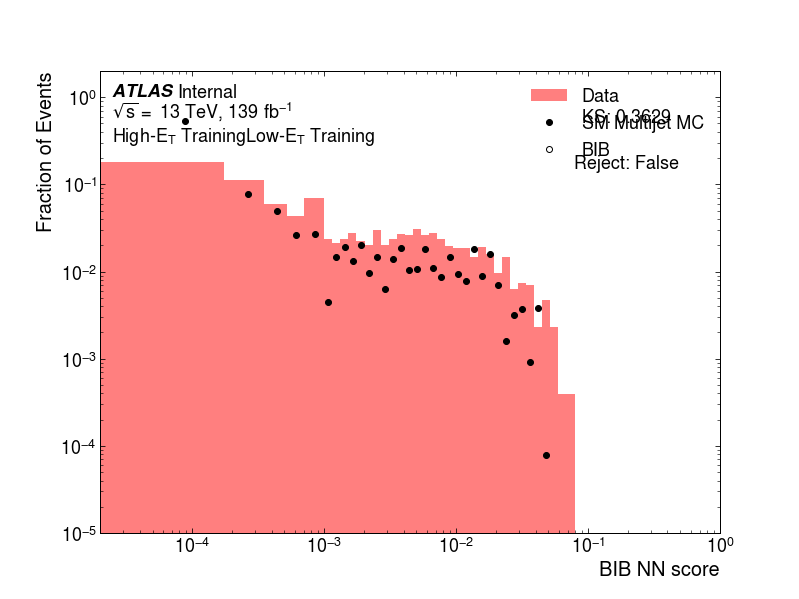 ATLAS Internal
√s = 13 TeV, 139 fb⁻¹
High-E_T TrainingLow-E_T Training
Data
KS: 0.3629
SM Multijet MC
BIB
Reject: False
Fraction of Events
10⁰
10⁻¹
10⁻²
10⁻³
10⁻⁴
10⁻⁵
10⁻⁴
10⁻³
10⁻²
10⁻¹
10⁰
BIB NN score